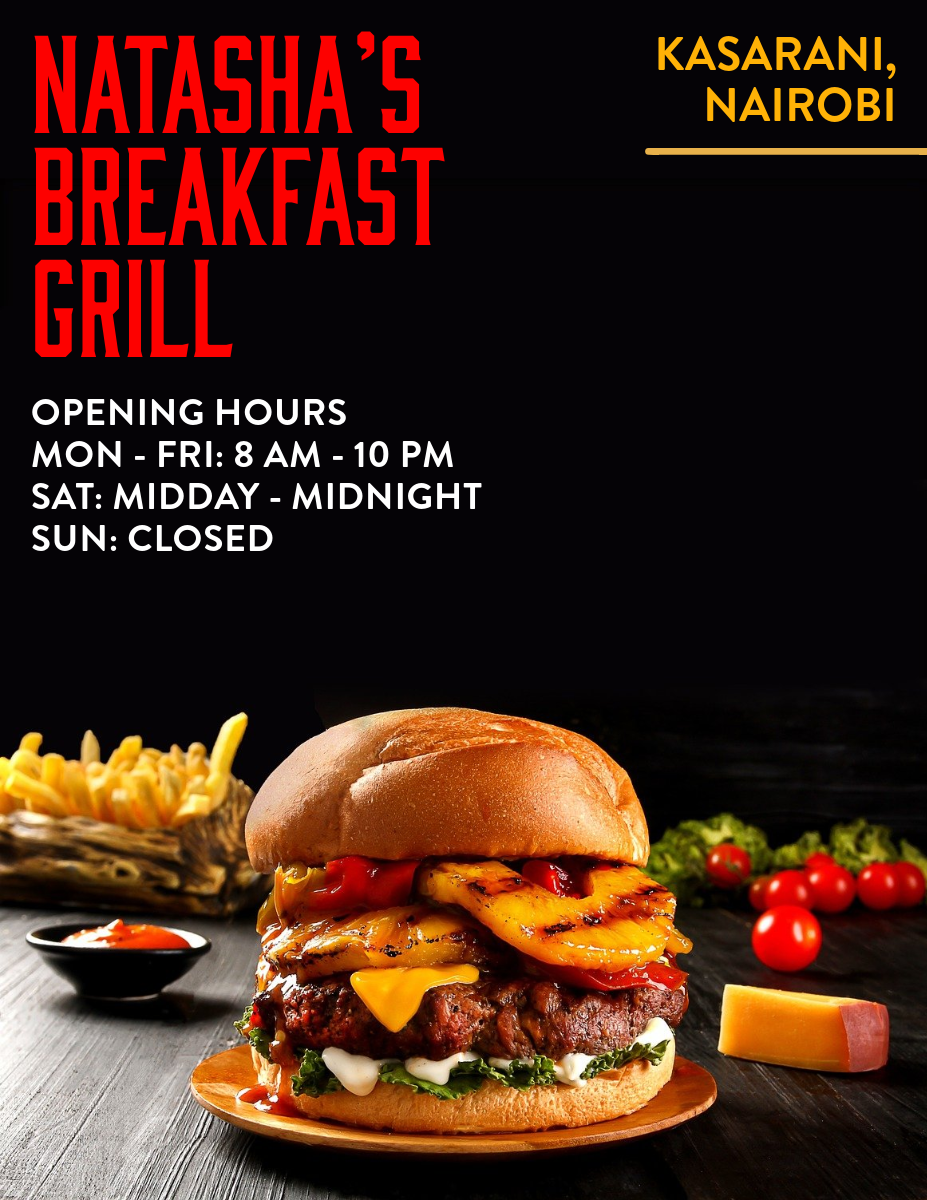 NATASHA'S
BREAKFAST
GRILL
KASARANI,
NAIROBI
OPENING HOURS
MON - FRI: 8 AM - 10 PM
SAT: MIDDAY - MIDNIGHT
SUN: CLOSED